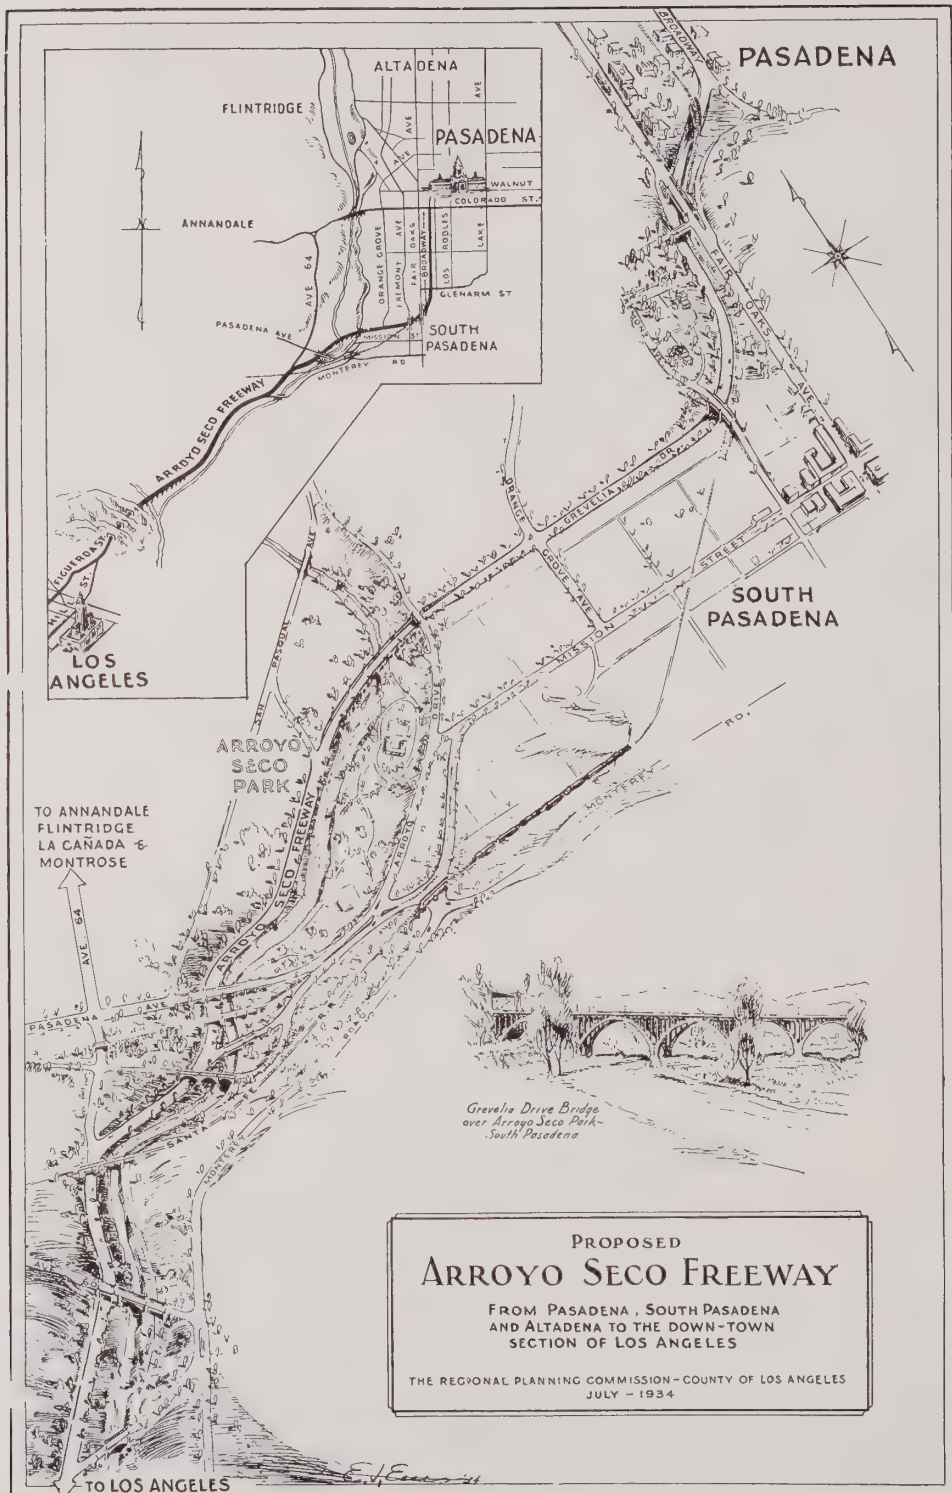 PASADENA
BROADWAY
ALTADENA
FLINTRIDGE
AVE
AVE
AVE
PASADENA
WALNUT
COLORADO ST.
N
ANNANDALE
AVE 64
ORANGE GROVE
FREMONT AVE
FAIR OAKS
BROADWAY
LOS ROBLES
LAKE
GLENARM ST
PASADENA AVE
MISSION ST
SOUTH
PASADENA
MONTEREY RD
ARROYO SECO FREEWAY
FIGUEROA ST.
HILL ST.
LOS
ANGELES
FAIR OAKS AVE.
ORANGE GROVE AVE
GREVELIA DR.
MISSION STREET
SOUTH
PASADENA
SAN PASQUAL AVE
ARROYO DRIVE
ARROYO
SECO
PARK
ARROYO SECO FREEWAY
MONTEREY RD.
TO ANNANDALE
FLINTRIDGE
LA CAÑADA &
MONTROSE
AVE. 64
PASADENA AVE
SANTA FE R.R.
MONTEREY ROAD
Grevelia Drive Bridge
over Arroyo Seco Park–
South Pasadena
PROPOSED
ARROYO SECO FREEWAY
FROM PASADENA, SOUTH PASADENA
AND ALTADENA TO THE DOWN-TOWN
SECTION OF LOS ANGELES
THE REGIONAL PLANNING COMMISSION–COUNTY OF LOS ANGELES
JULY – 1934
TO LOS ANGELES